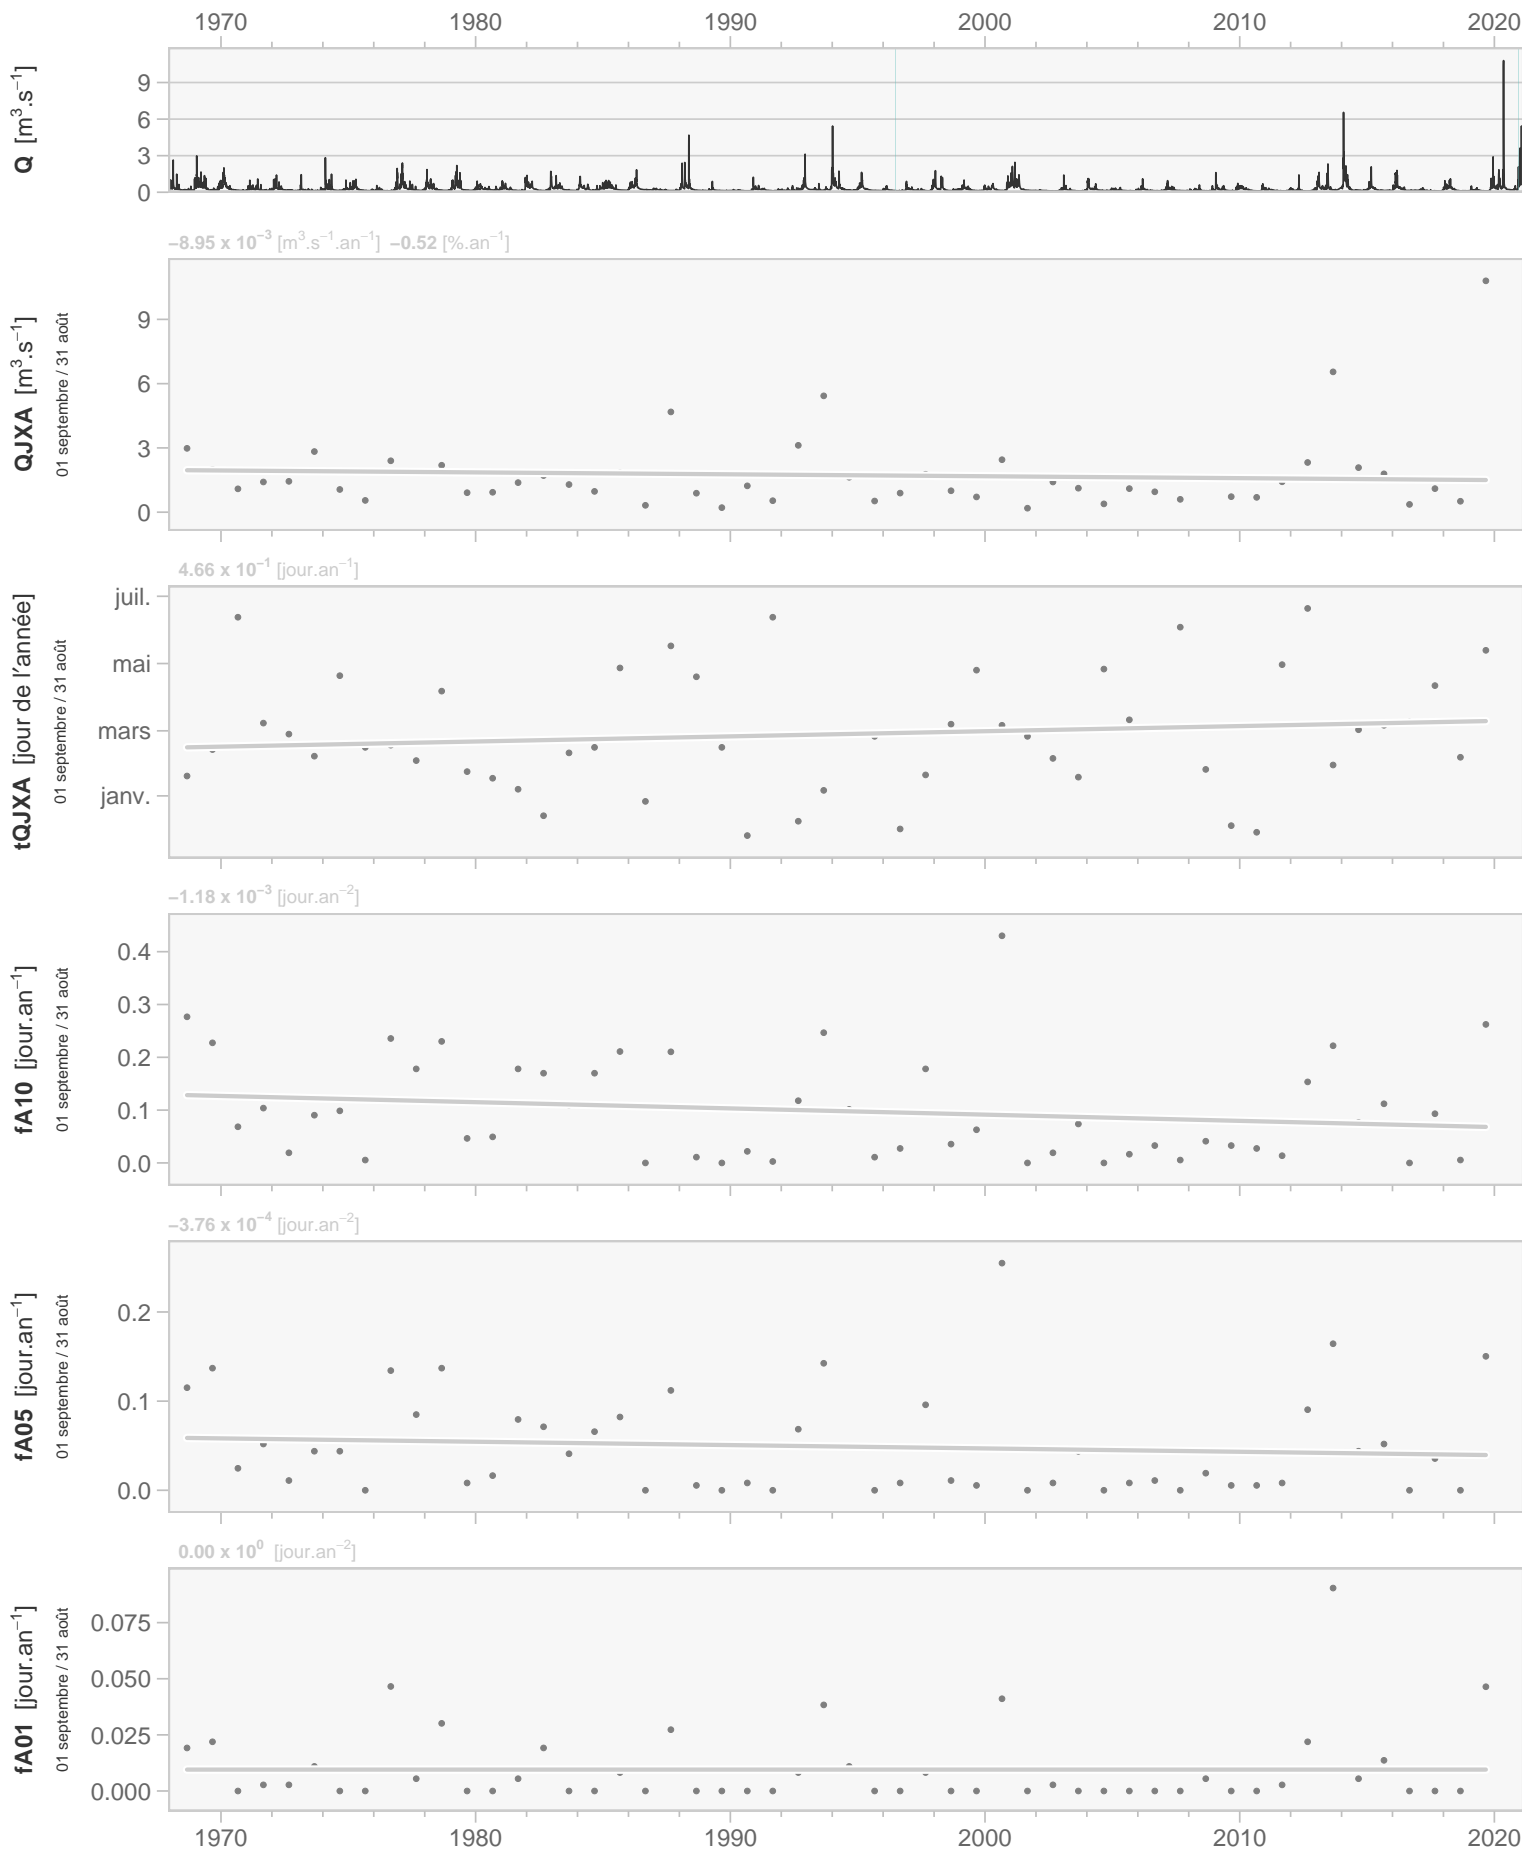 1970 1980 1990 2000 2010 2020
Q [m³.s⁻¹]
9
6
3
0
−8.95 x 10⁻³ [m³.s⁻¹.an⁻¹] −0.52 [%.an⁻¹]
QJXA [m³.s⁻¹]
01 septembre / 31 août
9
6
3
0
4.66 x 10⁻¹ [jour.an⁻¹]
tQJXA [jour de l'année]
01 septembre / 31 août
juil.
mai
mars
janv.
−1.18 x 10⁻³ [jour.an⁻²]
fA10 [jour.an⁻¹]
01 septembre / 31 août
0.4
0.3
0.2
0.1
0.0
−3.76 x 10⁻⁴ [jour.an⁻²]
fA05 [jour.an⁻¹]
01 septembre / 31 août
0.2
0.1
0.0
0.00 x 10⁰ [jour.an⁻²]
fA01 [jour.an⁻¹]
01 septembre / 31 août
0.075
0.050
0.025
0.000
1970 1980 1990 2000 2010 2020